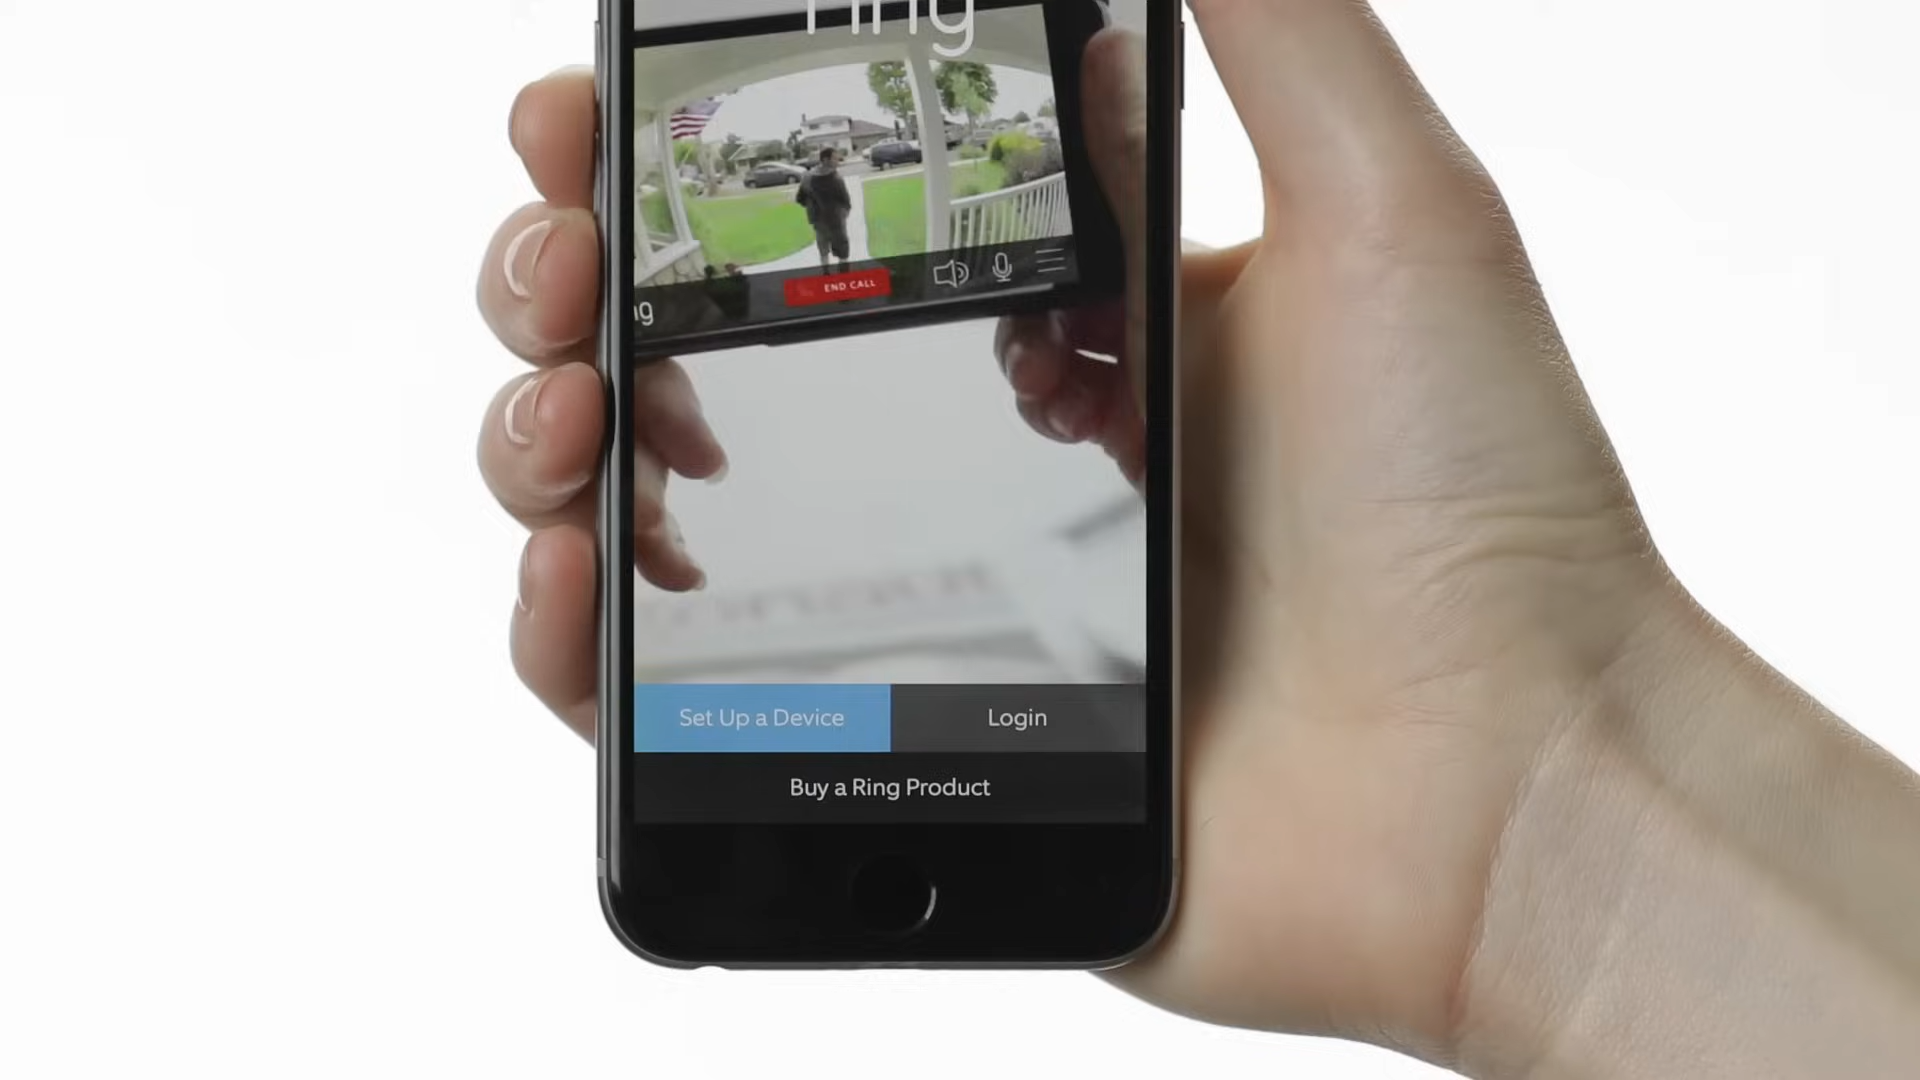 ring
END CALL
Set Up a Device
Login
Buy a Ring Product